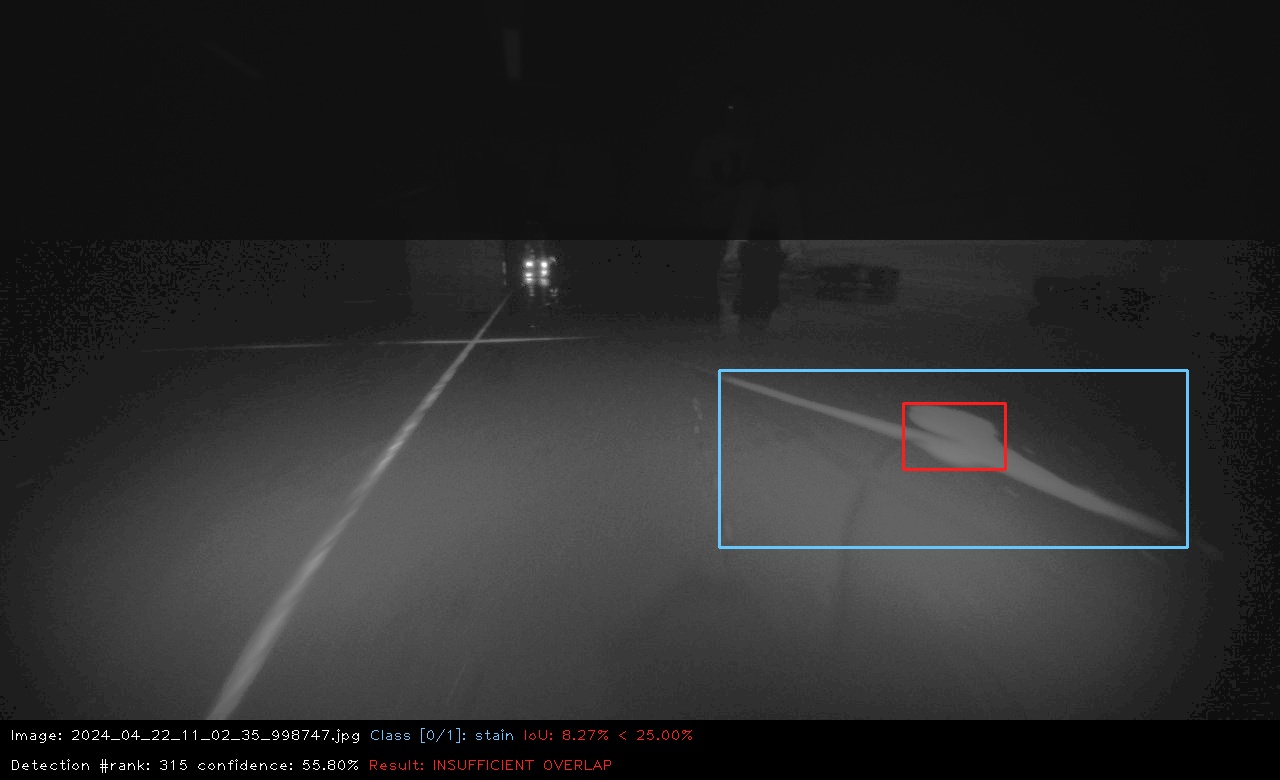 Image: 2024_04_22_11_02_35_998747.jpg Class [0/1]: stain IoU: 8.27% < 25.00%
Detection #rank: 315 confidence: 55.80% Result: INSUFFICIENT OVERLAP